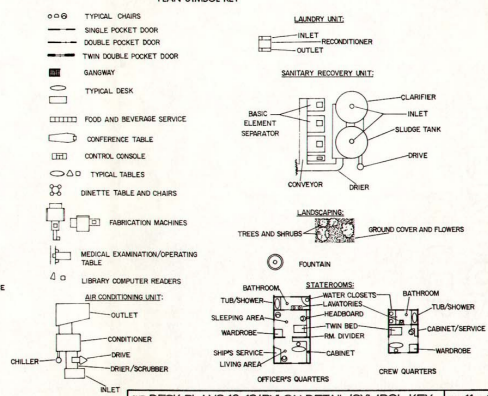 TYPICAL CHAIRS
SINGLE POCKET DOOR
DOUBLE POCKET DOOR
TWIN DOUBLE POCKET DOOR
GANGWAY
TYPICAL DESK
FOOD AND BEVERAGE SERVICE
CONFERENCE TABLE
CONTROL CONSOLE
TYPICAL TABLES
DINETTE TABLE AND CHAIRS
FABRICATION MACHINES
MEDICAL EXAMINATION/OPERATING
TABLE
LIBRARY COMPUTER READERS
AIR CONDITIONING UNIT:
OUTLET
CONDITIONER
CHILLER
DRIVE
DRIER/SCRUBBER
INLET
LAUNDRY UNIT:
INLET
RECONDITIONER
OUTLET
SANITARY RECOVERY UNIT:
CLARIFIER
BASIC
ELEMENT
SEPARATOR
INLET
SLUDGE TANK
DRIVE
CONVEYOR
DRIER
LANDSCAPING:
TREES AND SHRUBS
GROUND COVER AND FLOWERS
FOUNTAIN
STATEROOMS:
BATHROOM
WATER CLOSETS
BATHROOM
TUB/SHOWER
LAVATORIES
TUB/SHOWER
SLEEPING AREA
HEADBOARD
TWIN BED
CABINET/SERVICE
WARDROBE
RM. DIVIDER
WARDROBE
SHIP'S SERVICE
CABINET
LIVING AREA
OFFICER'S QUARTERS
CREW QUARTERS